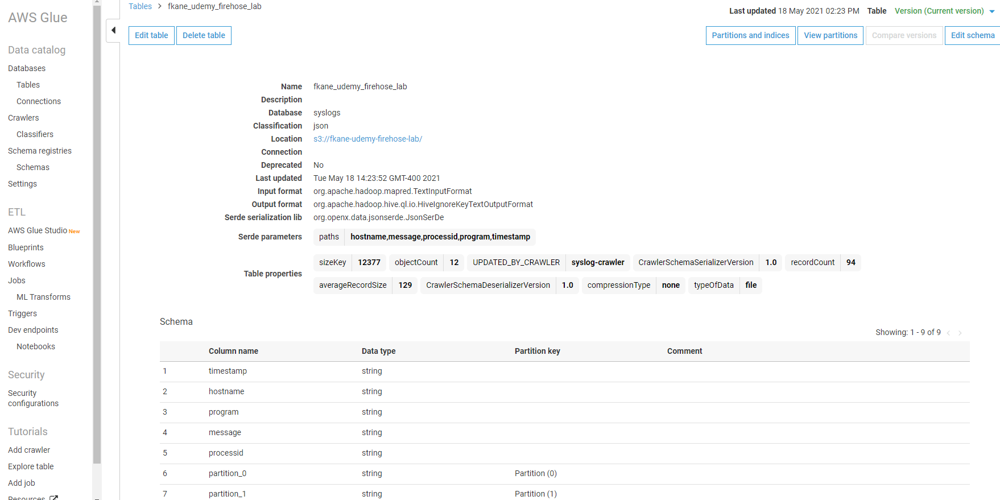 AWS Glue
Data catalog
Databases
Tables
Connections
Crawlers
Classifiers
Schema registries
Schemas
Settings
ETL
AWS Glue Studio New
Blueprints
Workflows
Jobs
ML Transforms
Triggers
Dev endpoints
Notebooks
Security
Security
configurations
Tutorials
Add crawler
Explore table
Add job
Resources
Tables > fkane_udemy_firehose_lab
Last updated 18 May 2021 02:23 PM Table Version (Current version)
Edit table Delete table Partitions and indices View partitions Compare versions Edit schema
Name fkane_udemy_firehose_lab
Description
Database syslogs
Classification json
Location s3://fkane-udemy-firehose-lab/
Connection
Deprecated No
Last updated Tue May 18 14:23:52 GMT-400 2021
Input format org.apache.hadoop.mapred.TextInputFormat
Output format org.apache.hadoop.hive.ql.io.HiveIgnoreKeyTextOutputFormat
Serde serialization lib org.openx.data.jsonserde.JsonSerDe
Serde parameters paths hostname,message,processid,program,timestamp
Table properties
sizeKey 12377 objectCount 12 UPDATED_BY_CRAWLER syslog-crawler CrawlerSchemaSerializerVersion 1.0 recordCount 94
averageRecordSize 129 CrawlerSchemaDeserializerVersion 1.0 compressionType none typeOfData file
Schema
Showing: 1 - 9 of 9 < >
Column name Data type Partition key Comment
1 timestamp string
2 hostname string
3 program string
4 message string
5 processid string
6 partition_0 string Partition (0)
7 partition_1 string Partition (1)